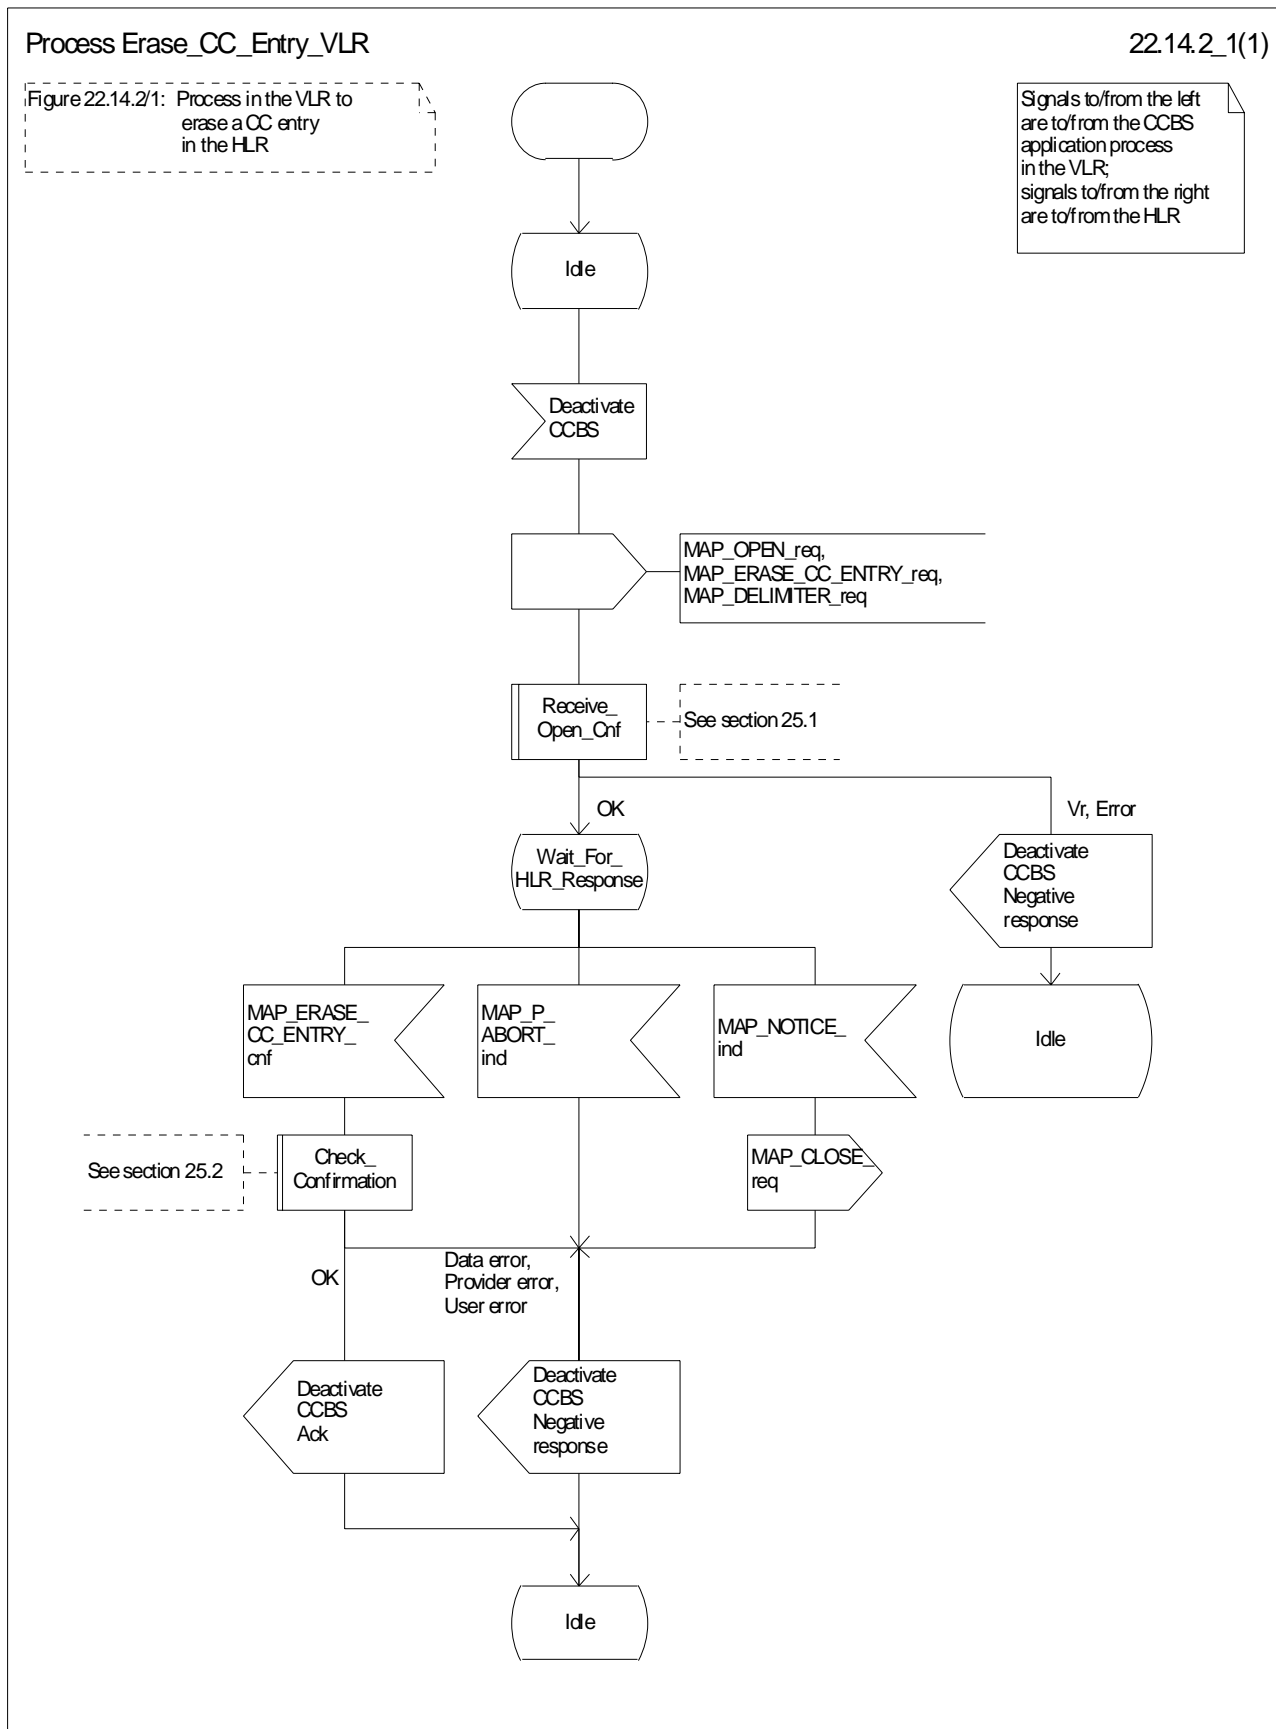 Process Erase_CC_Entry_VLR
22.14.2_1(1)
Figure 22.14.2/1: Process in the VLR to
erase a CC entry
in the HLR
Signals to/from the left
are to/from the CCBS
application process
in the VLR;
signals to/from the right
are to/from the HLR
Idle
Deactivate
CCBS
MAP_OPEN_req,
MAP_ERASE_CC_ENTRY_req,
MAP_DELIMITER_req
Receive_
Open_Cnf
See section 25.1
OK
Vr, Error
Wait_For_
HLR_Response
Deactivate
CCBS
Negative
response
MAP_ERASE_
CC_ENTRY_
cnf
MAP_P_
ABORT_
ind
MAP_NOTICE_
ind
Idle
See section 25.2
Check_
Confirmation
MAP_CLOSE_
req
OK
Data error,
Provider error,
User error
Deactivate
CCBS
Ack
Deactivate
CCBS
Negative
response
Idle